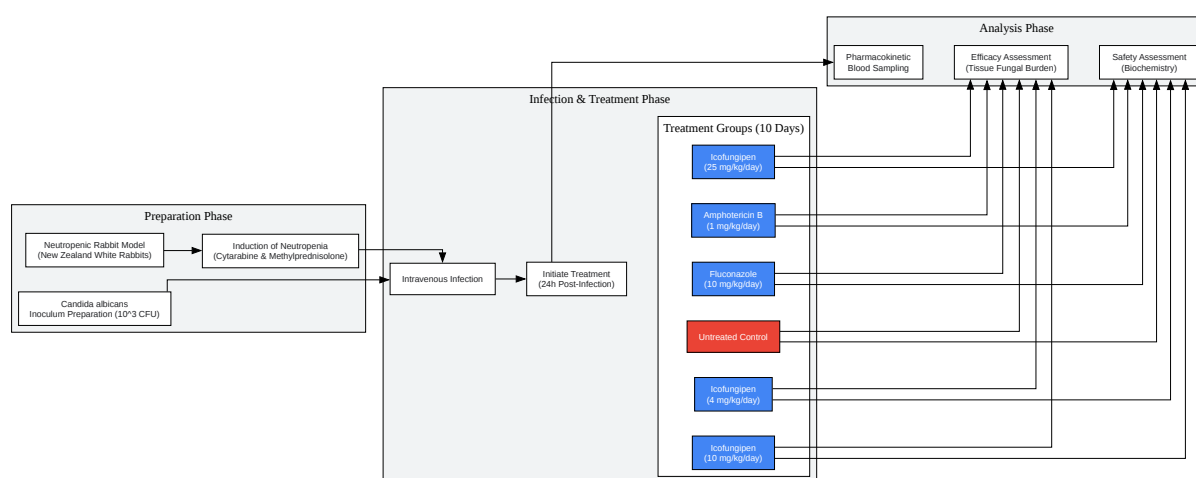 Analysis Phase
Pharmacokinetic
Blood Sampling
Efficacy Assessment
(Tissue Fungal Burden)
Safety Assessment
(Biochemistry)
Infection & Treatment Phase
Treatment Groups (10 Days)
Icofungipen
(25 mg/kg/day)
Amphotericin B
(1 mg/kg/day)
Fluconazole
(10 mg/kg/day)
Untreated Control
Icofungipen
(4 mg/kg/day)
Icofungipen
(10 mg/kg/day)
Preparation Phase
Neutropenic Rabbit Model
(New Zealand White Rabbits)
Induction of Neutropenia
(Cytarabine & Methylprednisolone)
Candida albicans
Inoculum Preparation (10^3 CFU)
Intravenous Infection
Initiate Treatment
(24h Post-Infection)